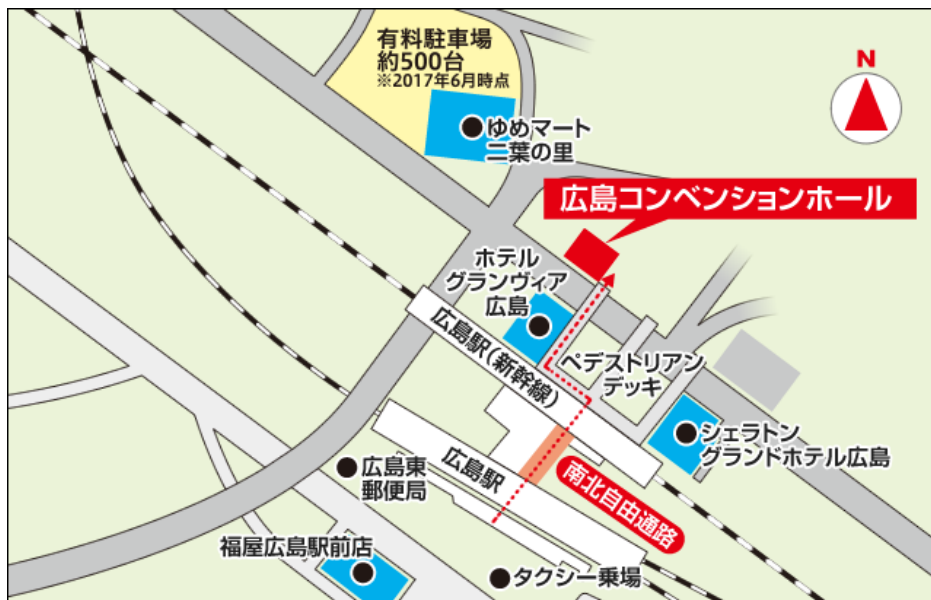 有料駐車場
約500台
※2017年6月時点
N
ゆめマート
二葉の里
広島コンベンションホール
ホテル
グランヴィア
広島
広島駅(新幹線)
ペデストリアン
デッキ
シェラトン
グランドホテル広島
広島駅
南北自由通路
広島東
郵便局
福屋広島駅前店
タクシー乗場